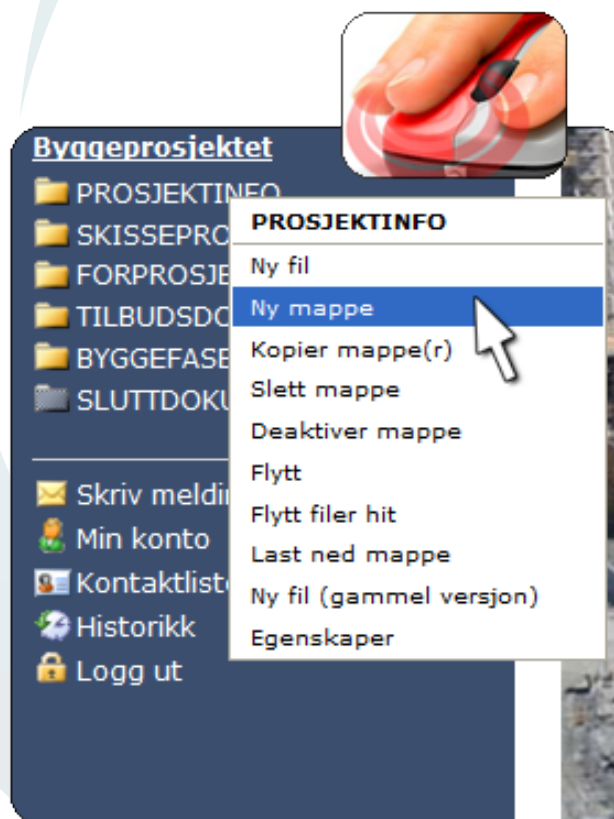 Byggeprosjektet
PROSJEKTINFO
SKISSEPRO
FORPROSJE
TILBUDSDO
BYGGEFASE
SLUTTDOKU
Skriv meldi
Min konto
Kontaktliste
Historikk
Logg ut
PROSJEKTINFO
Ny fil
Ny mappe
Kopier mappe(r)
Slett mappe
Deaktiver mappe
Flytt
Flytt filer hit
Last ned mappe
Ny fil (gammel versjon)
Egenskaper